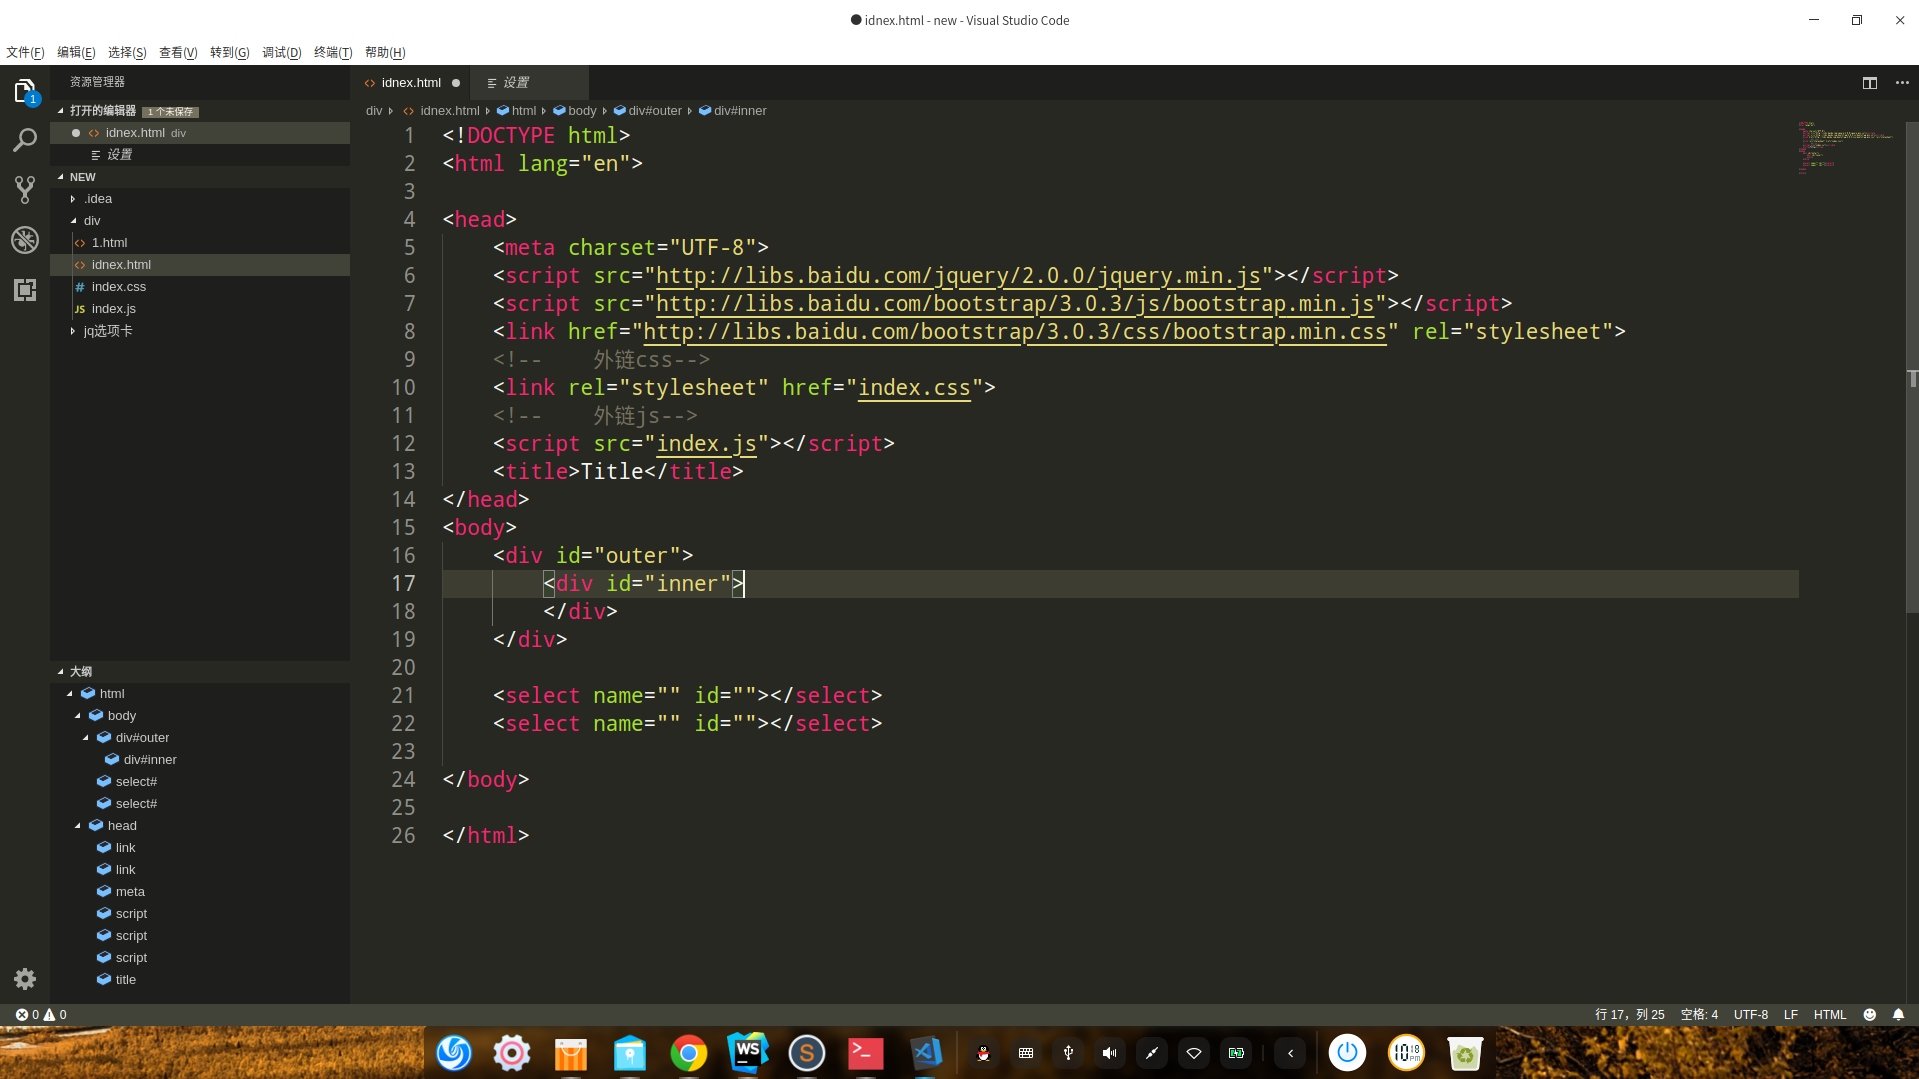 idnex.html - new - Visual Studio Code
文件(F) 编辑(E) 选择(S) 查看(V) 转到(G) 调试(D) 终端(T) 帮助(H)
资源管理器
idnex.html
设置
1
打开的编辑器 1 个未保存
idnex.html div
设置
NEW
.idea
div
1.html
idnex.html
# index.css
JS index.js
jq选项卡
大纲
html
body
div#outer
div#inner
select#
select#
head
link
link
meta
script
script
script
title
div idnex.html html body div#outer div#inner
1 <!DOCTYPE html>
2 <html lang="en">
3
4 <head>
5 <meta charset="UTF-8">
6 <script src="http://libs.baidu.com/jquery/2.0.0/jquery.min.js"></script>
7 <script src="http://libs.baidu.com/bootstrap/3.0.3/js/bootstrap.min.js"></script>
8 <link href="http://libs.baidu.com/bootstrap/3.0.3/css/bootstrap.min.css" rel="stylesheet">
9 <!--    外链css-->
10 <link rel="stylesheet" href="index.css">
11 <!--    外链js-->
12 <script src="index.js"></script>
13 <title>Title</title>
14 </head>
15 <body>
16 <div id="outer">
17 <div id="inner">
18 </div>
19 </div>
20
21 <select name="" id=""></select>
22 <select name="" id=""></select>
23
24 </body>
25
26 </html>
0 0
行 17，列 25 空格: 4 UTF-8 LF HTML
WS
S
10 18 PM